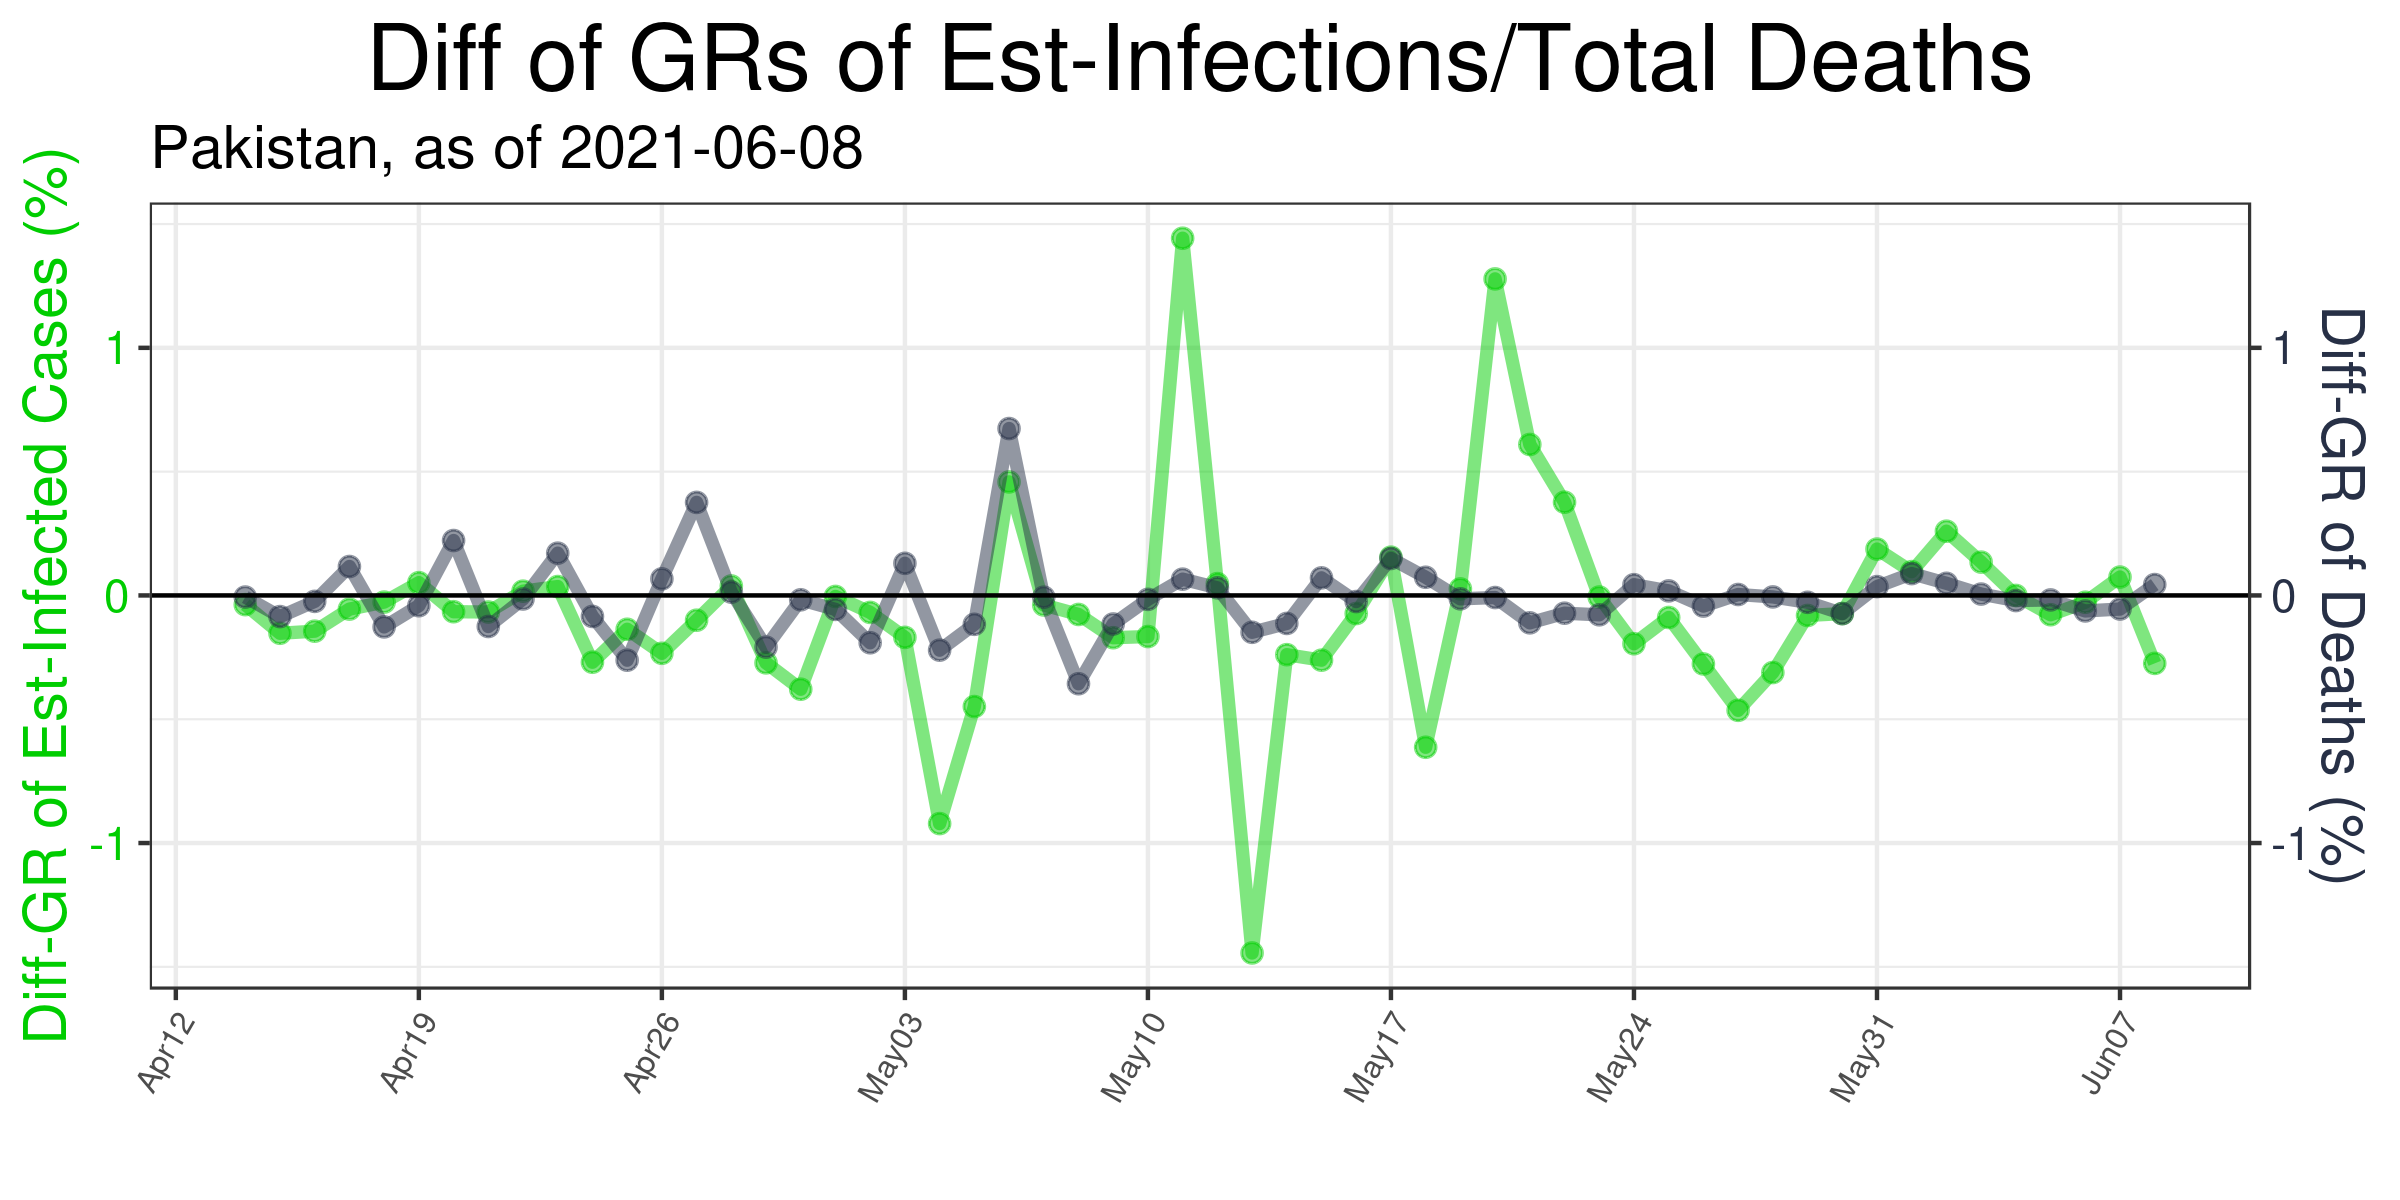 Diff of GRs of Est-Infections/Total Deaths
Pakistan, as of 2021-06-08
Diff-GR of Est-Infected Cases (%)
1
0
-1
1
0
-1
Diff-GR of Deaths (%)
Apr12
Apr19
Apr26
May03
May10
May17
May24
May31
Jun07